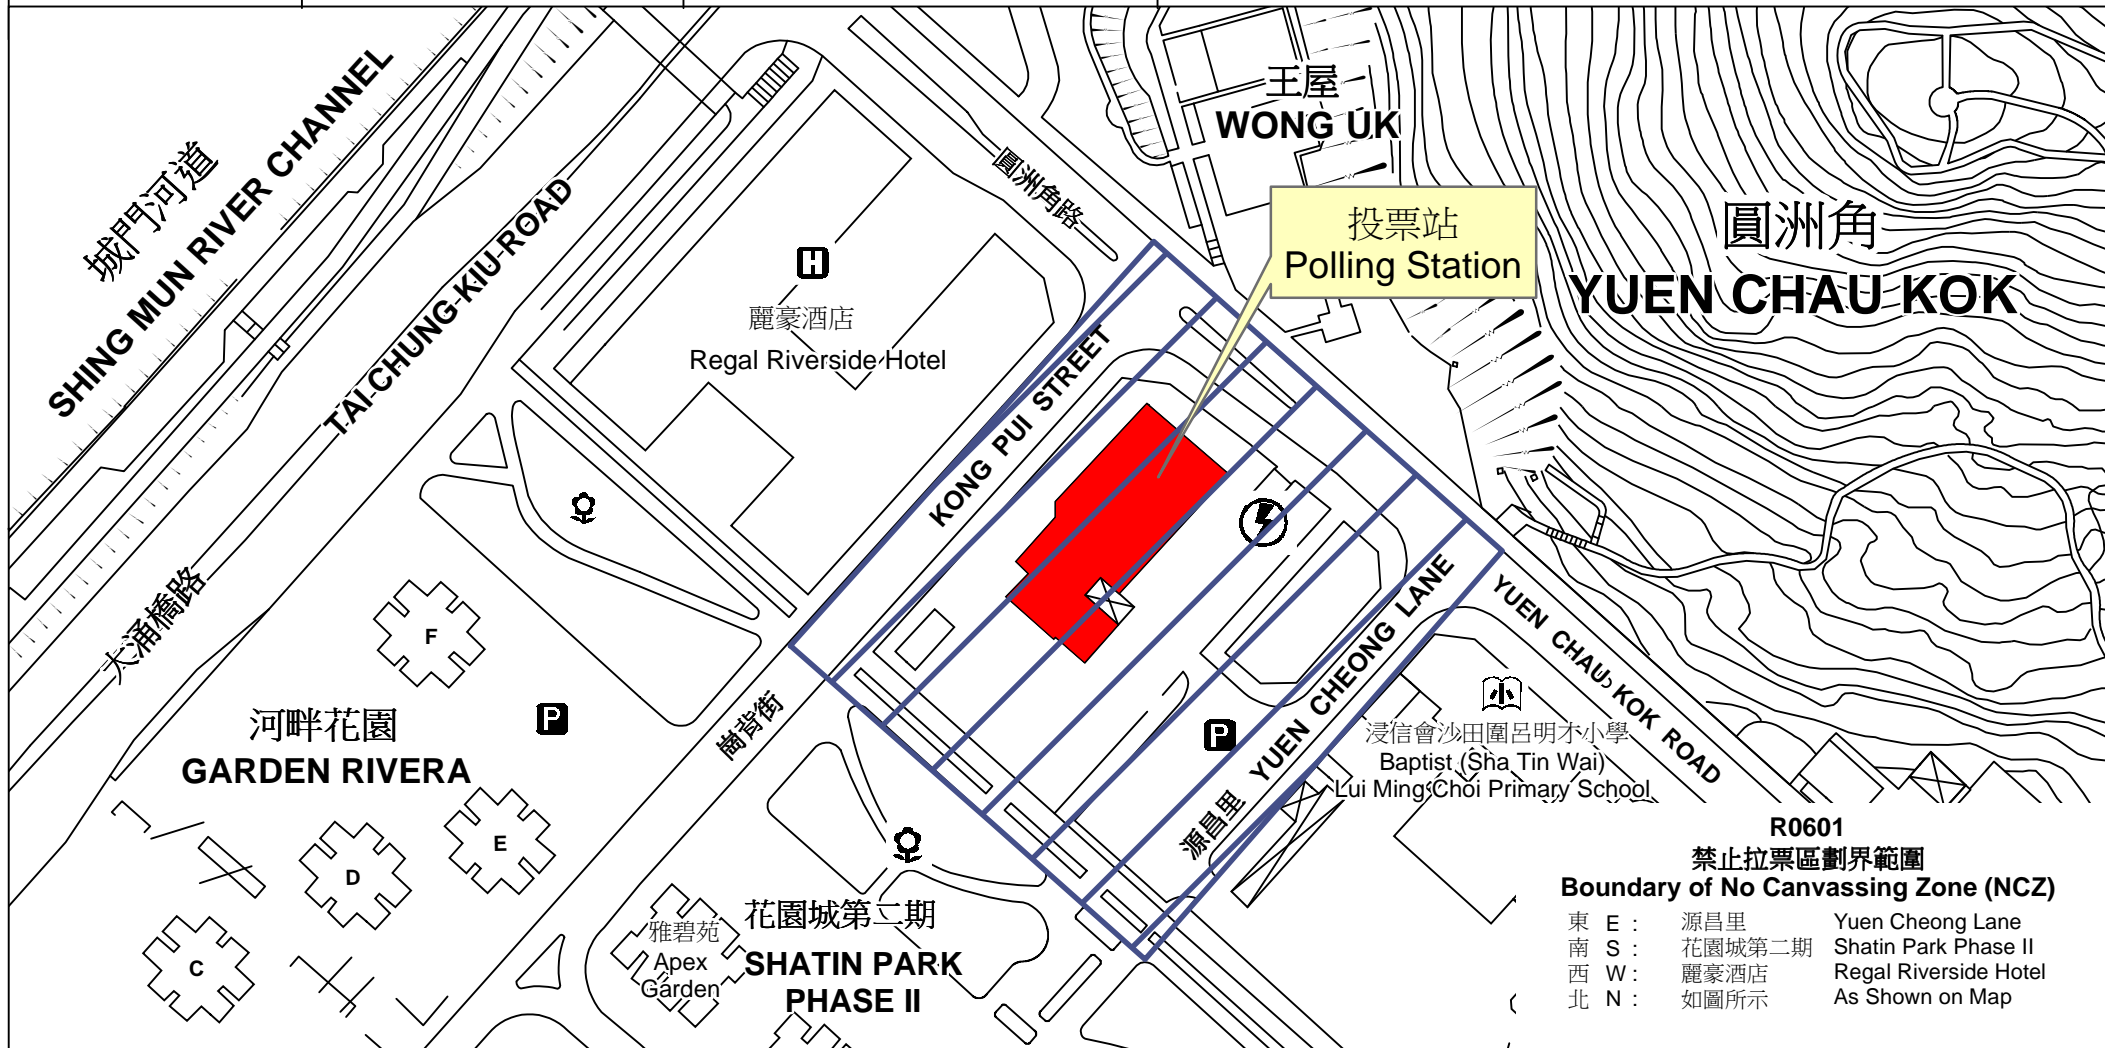 王屋
WONG UK
城門河道
SHING MUN RIVER CHANNEL
圓洲角路
投票站
Polling Station
圓洲角
YUEN CHAU KOK
TAI CHUNG KIU ROAD
H
麗豪酒店
Regal Riverside Hotel
KONG PUI STREET
大涌橋路
F
YUEN CHEONG LANE
YUEN CHAU KOK ROAD
小
河畔花園
GARDEN RIVERA
P
崗背街
P
浸信會沙田圍呂明才小學
Baptist (Sha Tin Wai)
Lui Ming Choi Primary School
源昌里
E
D
C
雅碧苑
Apex
Garden
花園城第二期
SHATIN PARK
PHASE II
R0601
禁止拉票區劃界範圍
Boundary of No Canvassing Zone (NCZ)
東 E : 源昌里 Yuen Cheong Lane
南 S : 花園城第二期 Shatin Park Phase II
西 W : 麗豪酒店 Regal Riverside Hotel
北 N : 如圖所示 As Shown on Map